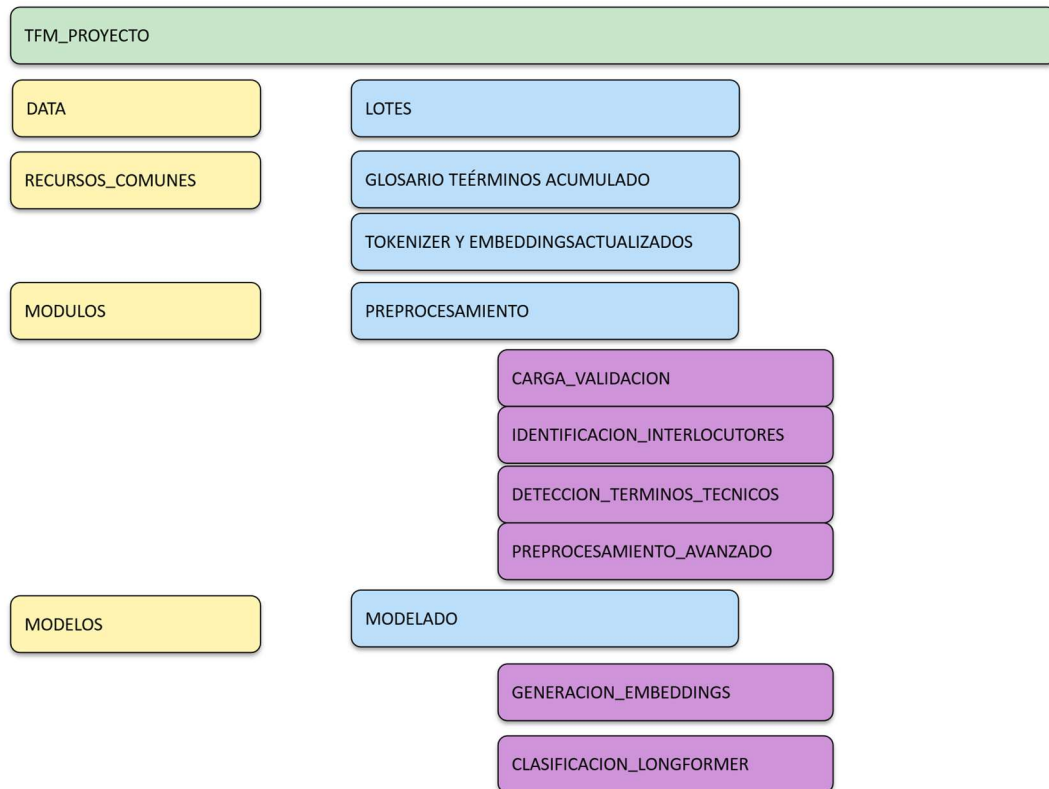 TFM_PROYECTO
DATA
LOTES
RECURSOS_COMUNES
GLOSARIO TEÉRMINOS ACUMULADO
TOKENIZER Y EMBEDDINGSACTUALIZADOS
MODULOS
PREPROCESAMIENTO
CARGA_VALIDACION
IDENTIFICACION_INTERLOCUTORES
DETECCION_TERMINOS_TECNICOS
PREPROCESAMIENTO_AVANZADO
MODELOS
MODELADO
GENERACION_EMBEDDINGS
CLASIFICACION_LONGFORMER